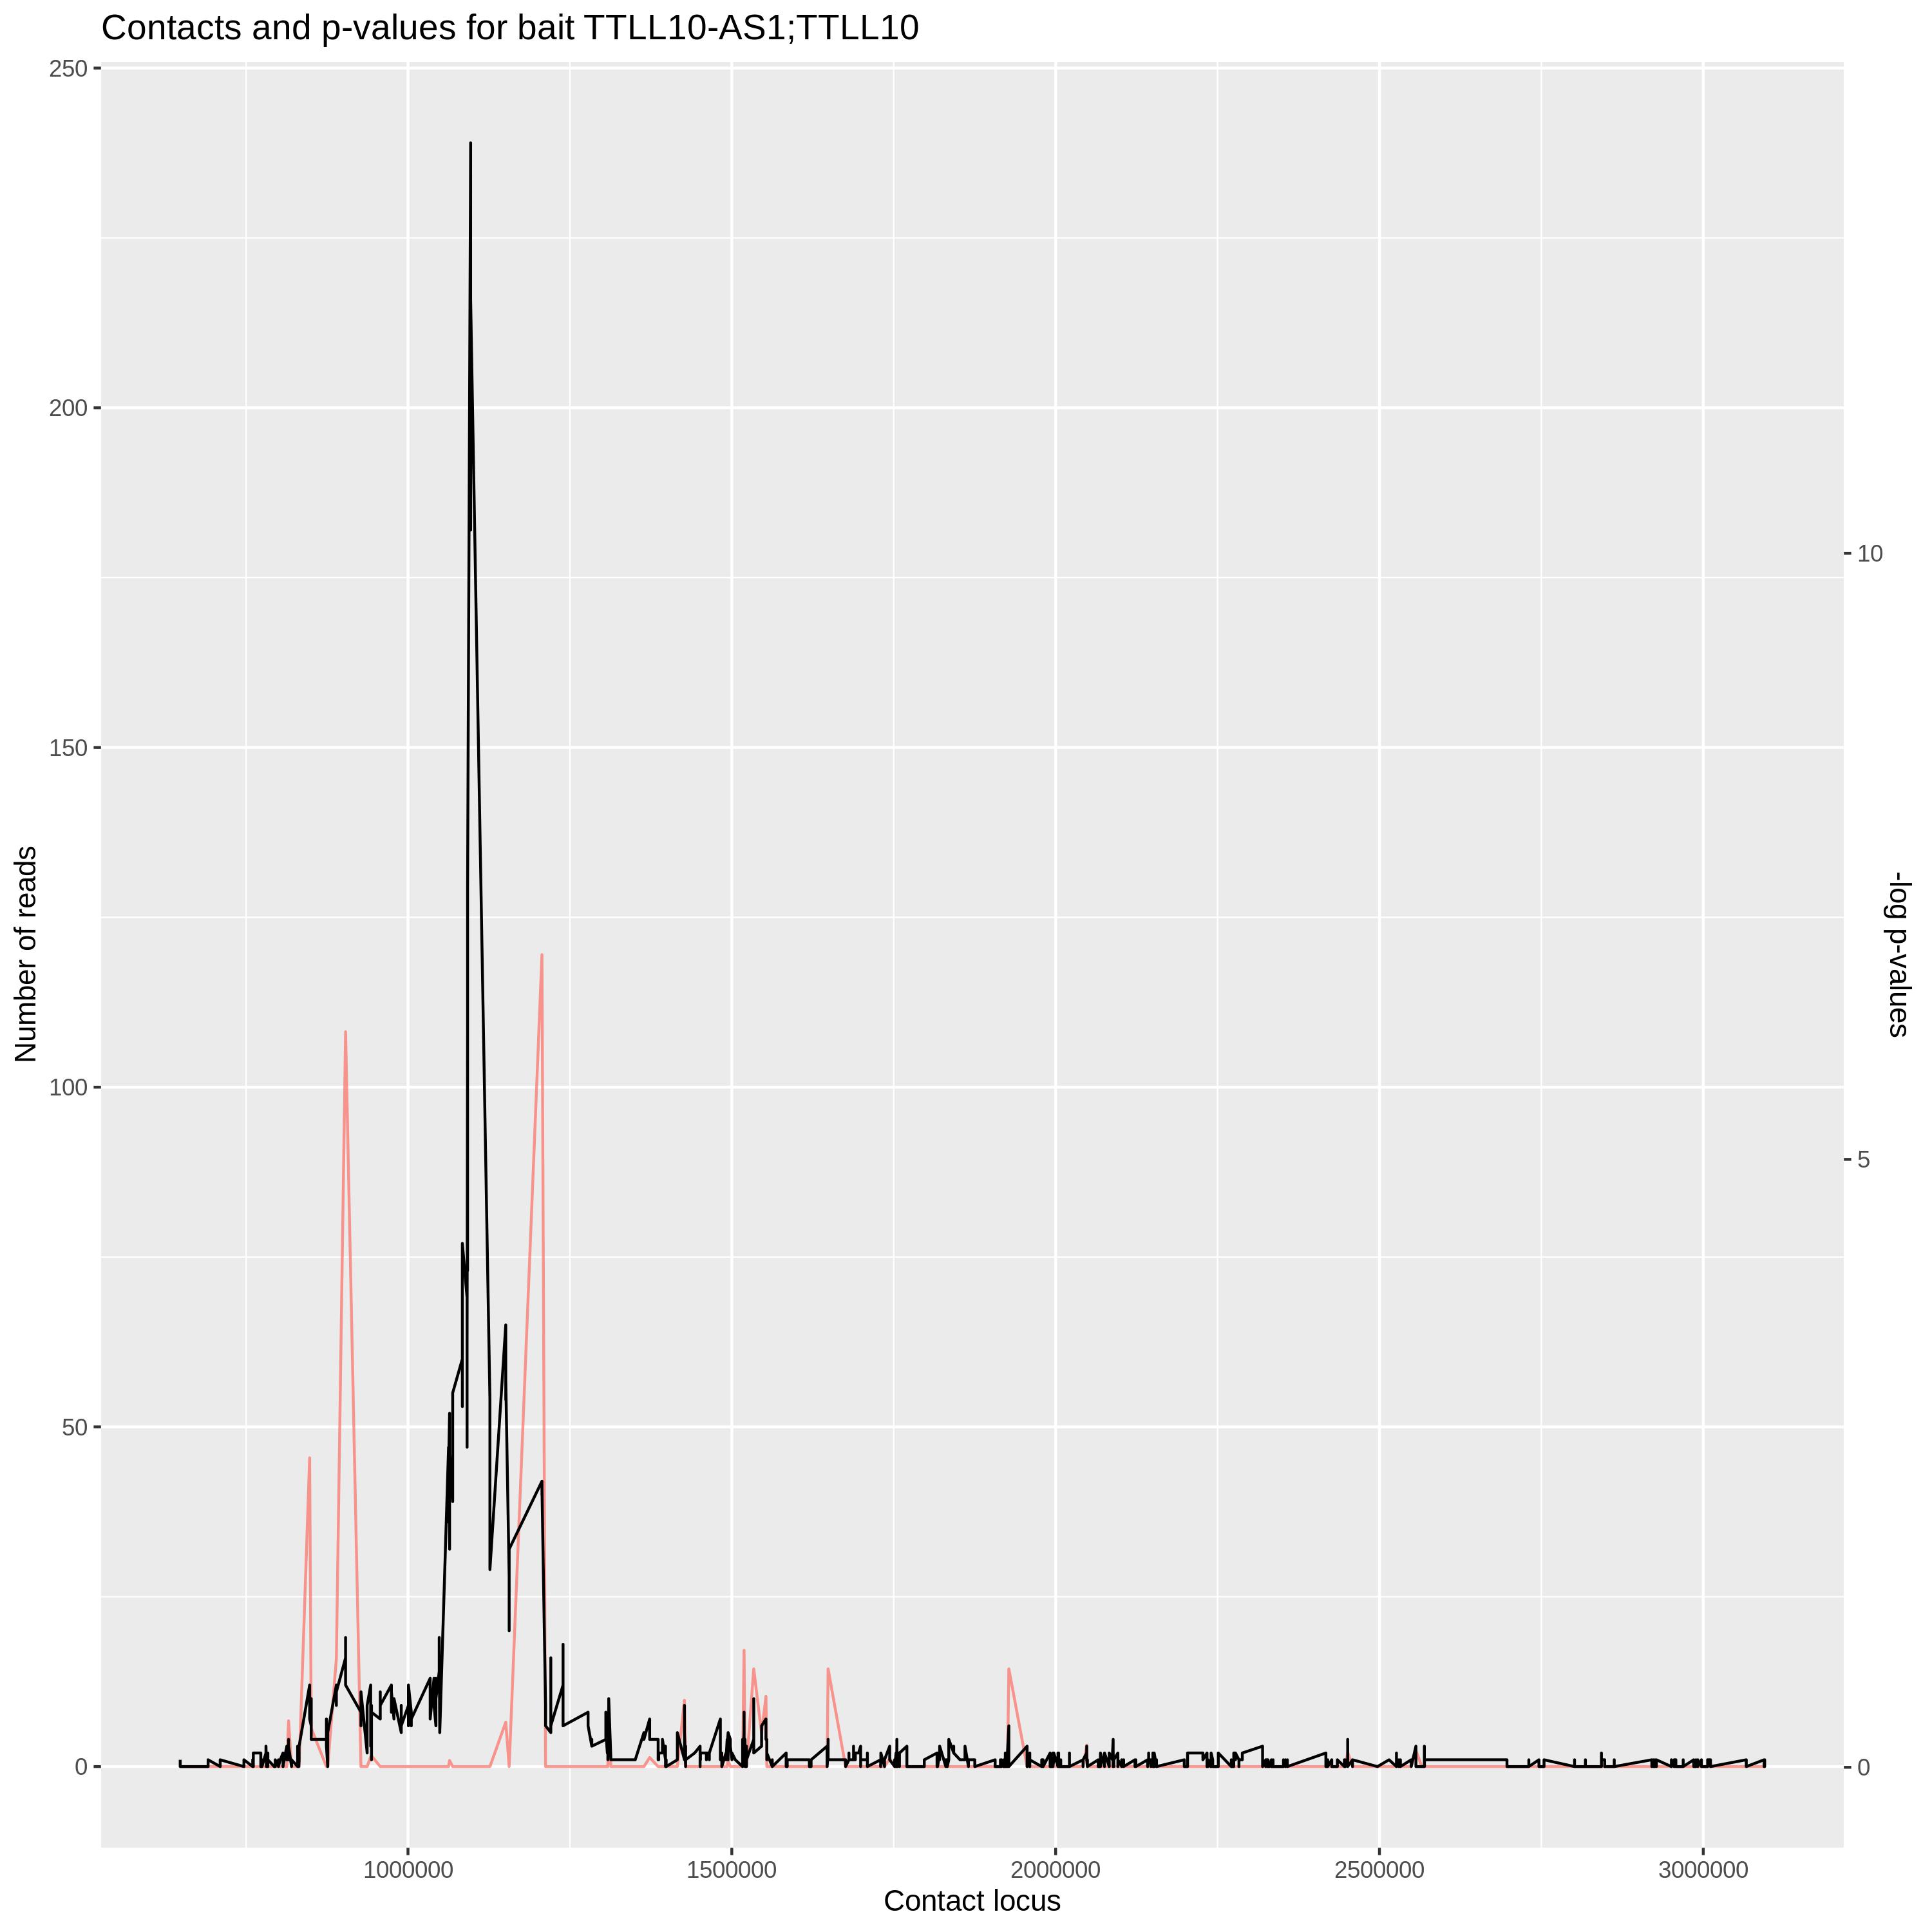 Contacts and p-values for bait TTLL10-AS1;TTLL10
250
200
150
100
50
0
Number of reads
10
5
0
-log p-values
1000000 1500000 2000000 2500000 3000000
Contact locus